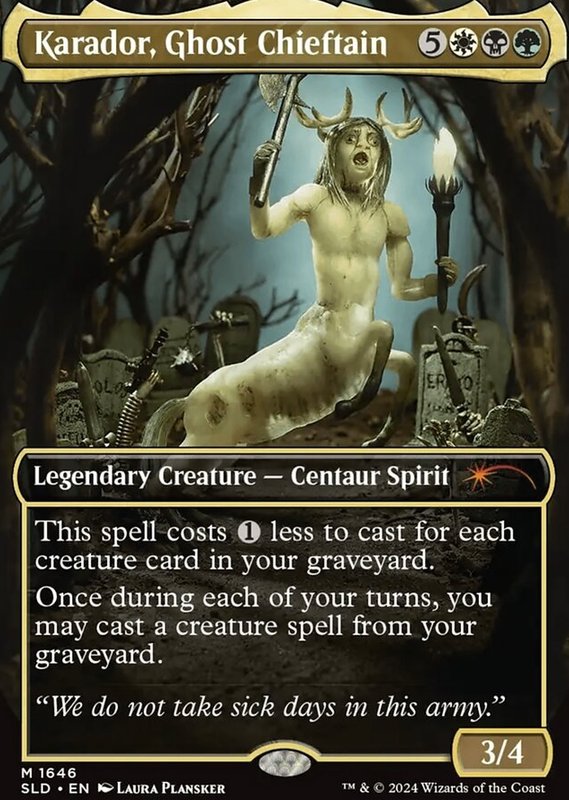 Karador, Ghost Chieftain 5
Legendary Creature — Centaur Spirit
This spell costs 1 less to cast for each
creature card in your graveyard.
Once during each of your turns, you
may cast a creature spell from your
graveyard.
“We do not take sick days in this army.”
3/4
M 1646
SLD • EN Laura Plansker
™ & © 2024 Wizards of the Coast